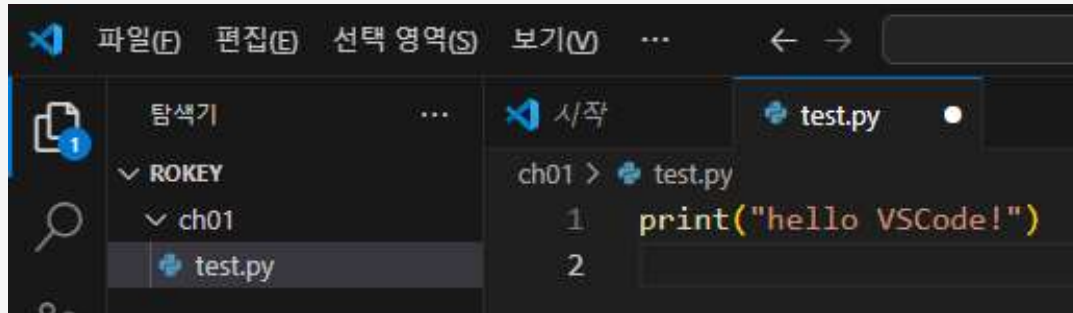 파일(F) 편집(E) 선택 영역(S) 보기(V) ··· ← →
탐색기 ···
시작
test.py
1
ROKEY
ch01
test.py
ch01 > test.py
1 print("hello VSCode!")
2